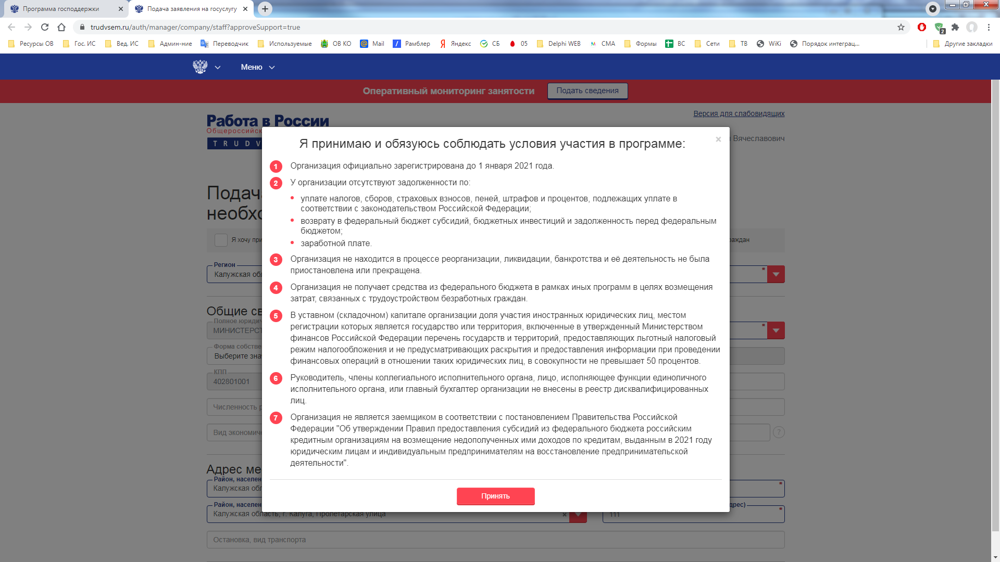 Программа господдержки
Подача заявления на госуслугу
trudvsem.ru/auth/manager/company/staff?approveSupport=true
2
Ресурсы ОВ
Гос. ИС
Вед. ИС
Админ-ние
Переводчик
Используемые
ОВ КО
Mail
Рамблер
Яндекс
СБ
05
Delphi WEB
СМА
Формы
ВС
Сети
ТВ
WiKi
Порядок интеграц...
Другие закладки
Меню
Оперативный мониторинг занятости
Подать сведения
Версия для слабовидящих
Работа в России
Общероссийск
TRUDV
Вячеславович
Я принимаю и обязуюсь соблюдать условия участия в программе:
1 Организация официально зарегистрирована до 1 января 2021 года.
2 У организации отсутствуют задолженности по:
уплате налогов, сборов, страховых взносов, пеней, штрафов и процентов, подлежащих уплате в
соответствии с законодательством Российской Федерации;
возврату в федеральный бюджет субсидий, бюджетных инвестиций и задолженность перед федеральным
бюджетом;
заработной плате.
3 Организация не находится в процессе реорганизации, ликвидации, банкротства и её деятельность не была
приостановлена или прекращена.
4 Организация не получает средства из федерального бюджета в рамках иных программ в целях возмещения
затрат, связанных с трудоустройством безработных граждан.
5 В уставном (складочном) капитале организации доля участия иностранных юридических лиц, местом
регистрации которых является государство или территория, включенные в утвержденный Министерством
финансов Российской Федерации перечень государств и территорий, предоставляющих льготный налоговый
режим налогообложения и не предусматривающих раскрытия и предоставления информации при проведении
финансовых операций в отношении таких юридических лиц, в совокупности не превышает 50 процентов.
6 Руководитель, члены коллегиального исполнительного органа, лицо, исполняющее функции единоличного
исполнительного органа, или главный бухгалтер организации не внесены в реестр дисквалифицированных
лиц.
7 Организация не является заемщиком в соответствии с постановлением Правительства Российской
Федерации "Об утверждении Правил предоставления субсидий из федерального бюджета российским
кредитным организациям на возмещение недополученных ими доходов по кредитам, выданным в 2021 году
юридическим лицам и индивидуальным предпринимателям на восстановление предпринимательской
деятельности".
Принять
Подач
необхо
Я хочу при
раждан
Регион
Калужская обл
Общие св
Полное юридич
МИНИСТЕРСТ
Форма собстве
Выберите знач
КПП
402801001
Численность р
Вид экономиче
?
Адрес ме
Район, населен
Калужская обл
Район, населен
дрес)
Калужская область, г. Калуга, Пролетарская улица
111
Остановка, вид транспорта